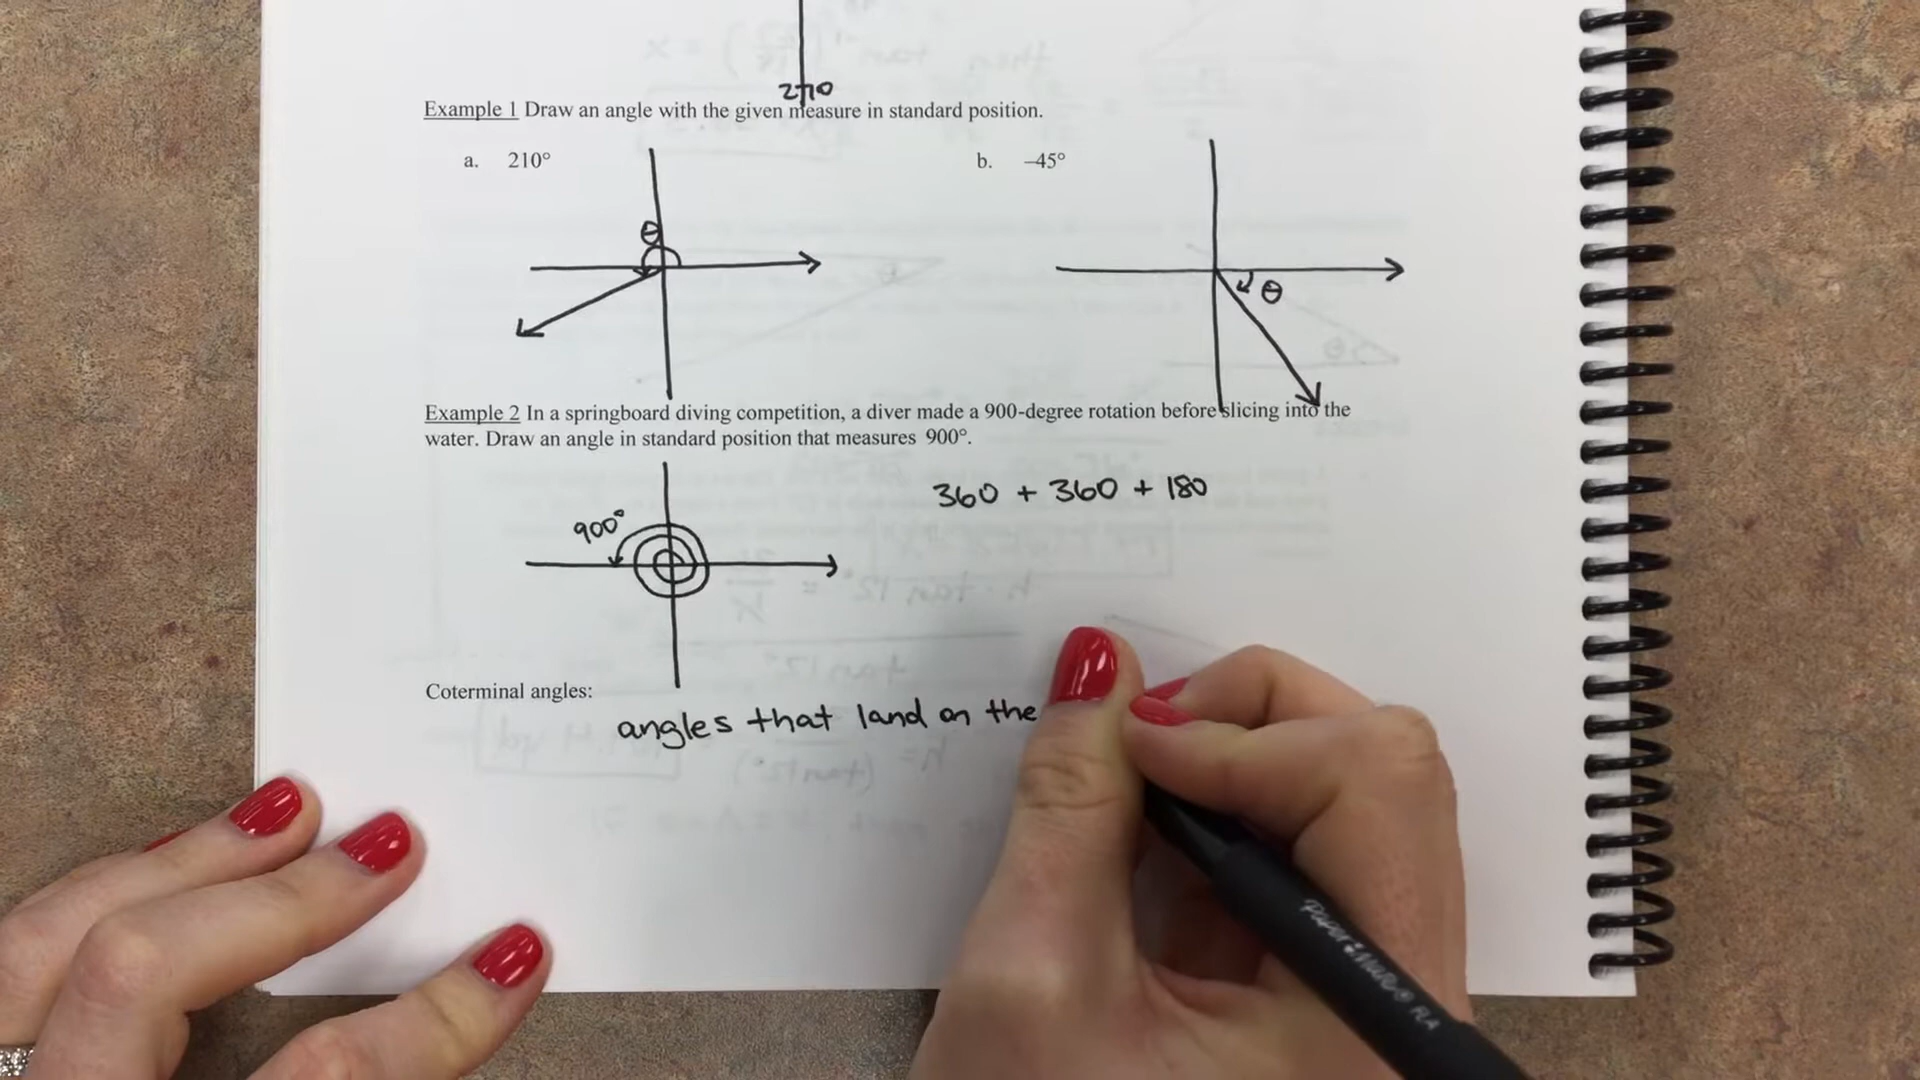 270
Example 1 Draw an angle with the given measure in standard position.
a. 210°
b. –45°
θ
θ
Example 2 In a springboard diving competition, a diver made a 900-degree rotation before slicing into the
water. Draw an angle in standard position that measures 900°.
360 + 360 + 180
900°
Coterminal angles:
angles that land on the